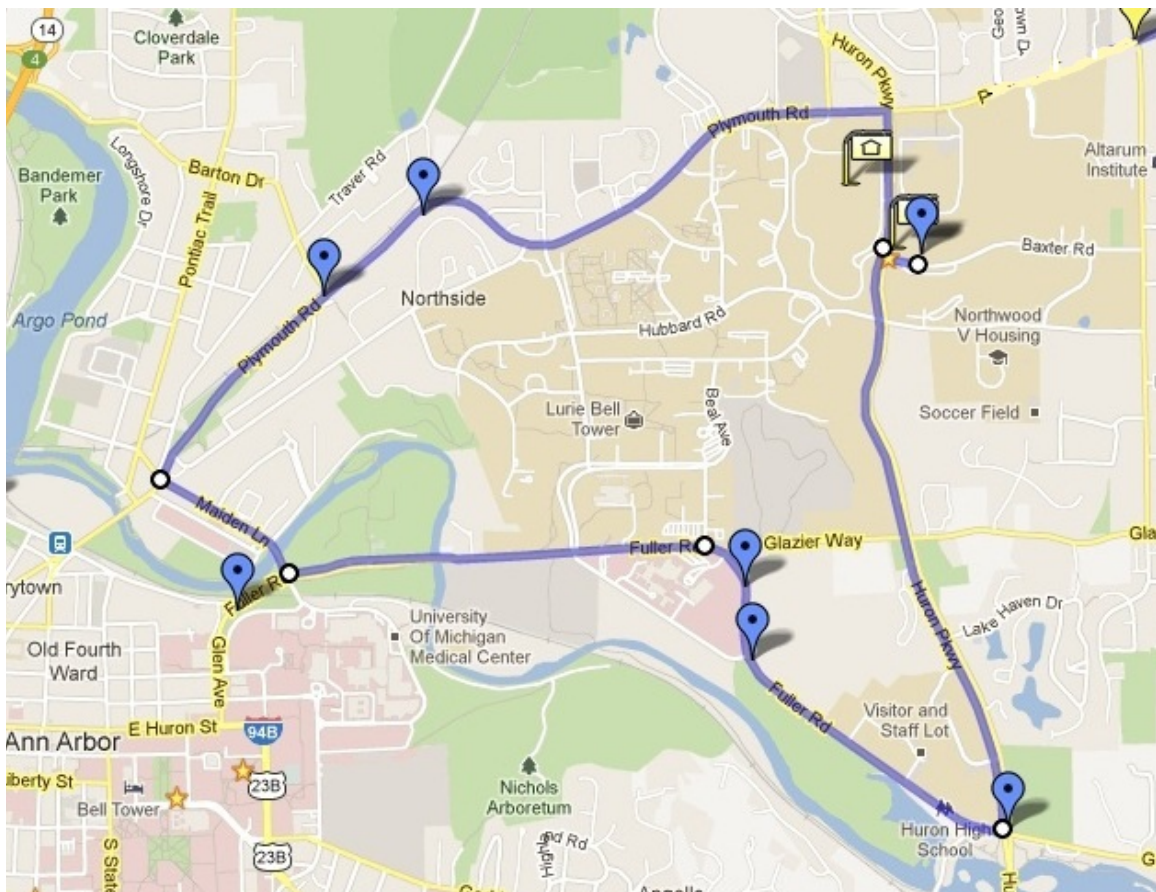 14
4
Cloverdale
Park
Huron Pkwy
Plymouth Rd
Altarum
Institute
Longshore Dr
Bandemer
Park
Barton Dr
Traver Rd
Pontiac Trail
Baxter Rd
Northside
Argo Pond
Plymouth Rd
Hubbard Rd
Northwood
V Housing
Beal Ave
Lurie Bell
Tower
Soccer Field
Maiden Ln
Fuller R
Glazier Way
Gla
rytown
Fuller R
Huron Pkwy
Lake Haven Dr
University
Of Michigan
Medical Center
Old Fourth
Ward
Glen Ave
Fuller Rd
Visitor and
Staff Lot
E Huron St
94B
Ann Arbor
iberty St
23B
Bell Tower
Nichols
Arboretum
Huron High
School
S State
23B
Highle
nd Rd
G
Hu